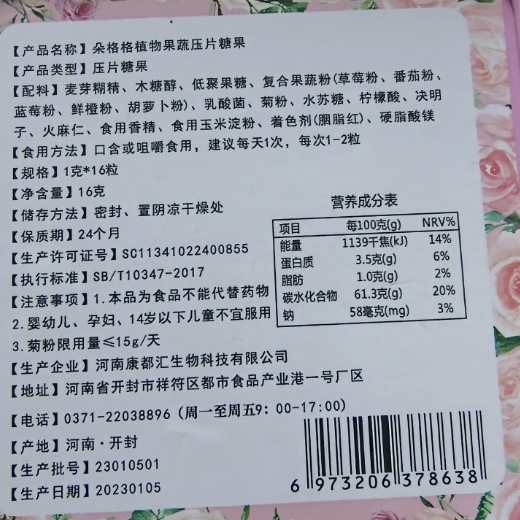 【产品名称】朵格格植物果蔬压片糖果
【产品类型】压片糖果
【配料】麦芽糊精、木糖醇、低聚果糖、复合果蔬粉(草莓粉、番茄粉、
蓝莓粉、鲜橙粉、胡萝卜粉)、乳酸菌、菊粉、水苏糖、柠檬酸、决明
子、火麻仁、食用香精、食用玉米淀粉、着色剂(胭脂红)、硬脂酸镁
【食用方法】口含或咀嚼食用，建议每天1次，每次1-2粒
【规格】1克*16粒
【净含量】16克
【储存方法】密封、置阴凉干燥处
【保质期】24个月
【生产许可证号】SC11341022400855
【执行标准】SB/T10347-2017
【注意事项】1.本品为食品不能代替药物
2.婴幼儿、孕妇、14岁以下儿童不宜服用
3.菊粉限用量≤15g/天
营养成分表
项目 每100克(g) NRV%
能量 1139千焦(kJ) 14%
蛋白质 3.5克(g) 6%
脂肪 1.0克(g) 2%
碳水化合物 61.3克(g) 20%
钠 58毫克(mg) 3%
【生产企业】河南康都汇生物科技有限公司
【地址】河南省开封市祥符区都市食品产业港一号厂区
【电话】0371-22038896（周一至周五9：00-17:00）
【产地】河南·开封
【生产批号】23010501
【生产日期】20230105
6 973206 378638